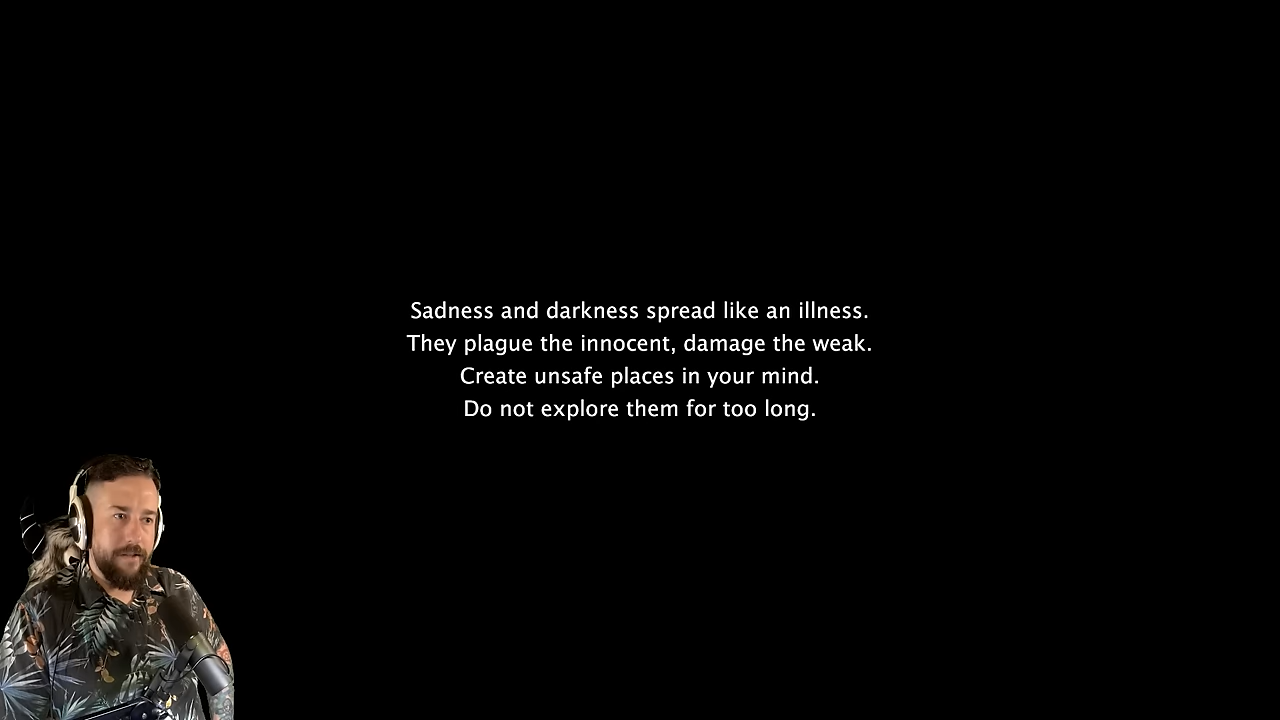 Sadness and darkness spread like an illness.
They plague the innocent, damage the weak.
Create unsafe places in your mind.
Do not explore them for too long.